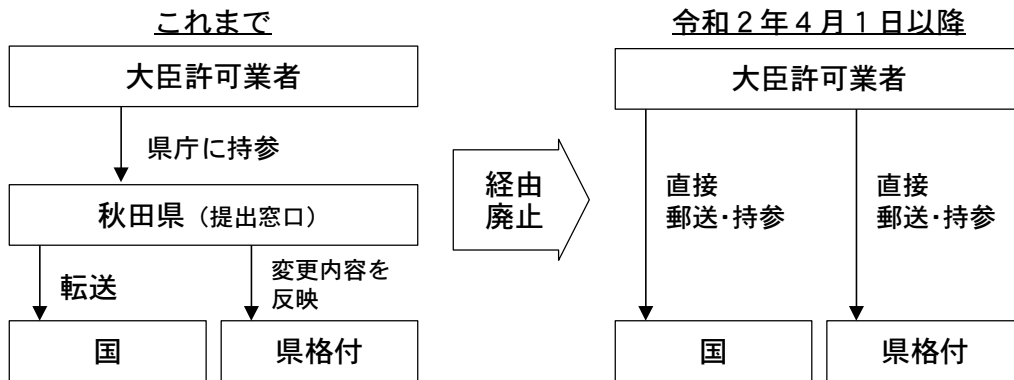 これまで
大臣許可業者
県庁に持参
秋田県（提出窓口）
転送
変更内容を
反映
国
県格付
経由
廃止
令和２年４月１日以降
大臣許可業者
直接
郵送・持参
直接
郵送・持参
国
県格付